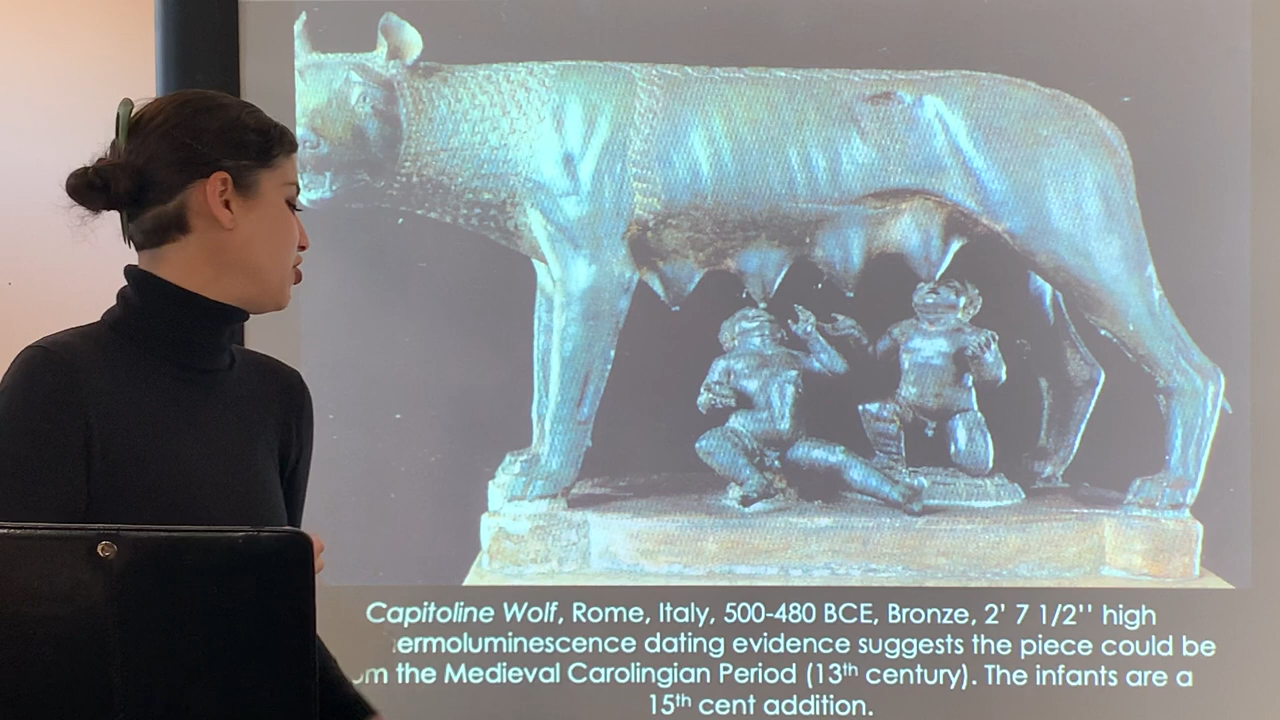 Capitoline Wolf, Rome, Italy, 500-480 BCE, Bronze, 2' 7 1/2'' high
ermoluminescence dating evidence suggests the piece could be
m the Medieval Carolingian Period (13th century). The infants are a
15th cent addition.